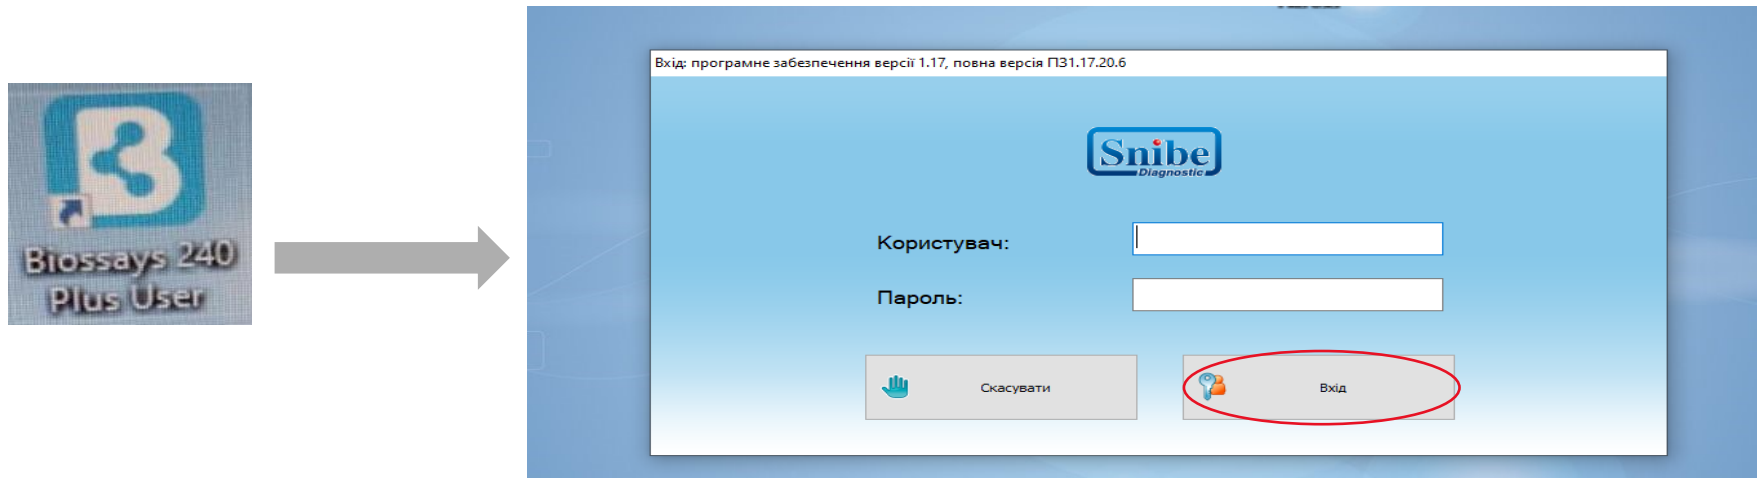 Biossays 240
Plus User
Вхід: програмне забезпечення версії 1.17, повна версія ПЗ1.17.20.6
Snibe
Diagnostic
Користувач:
Пароль:
Скасувати
Вхід